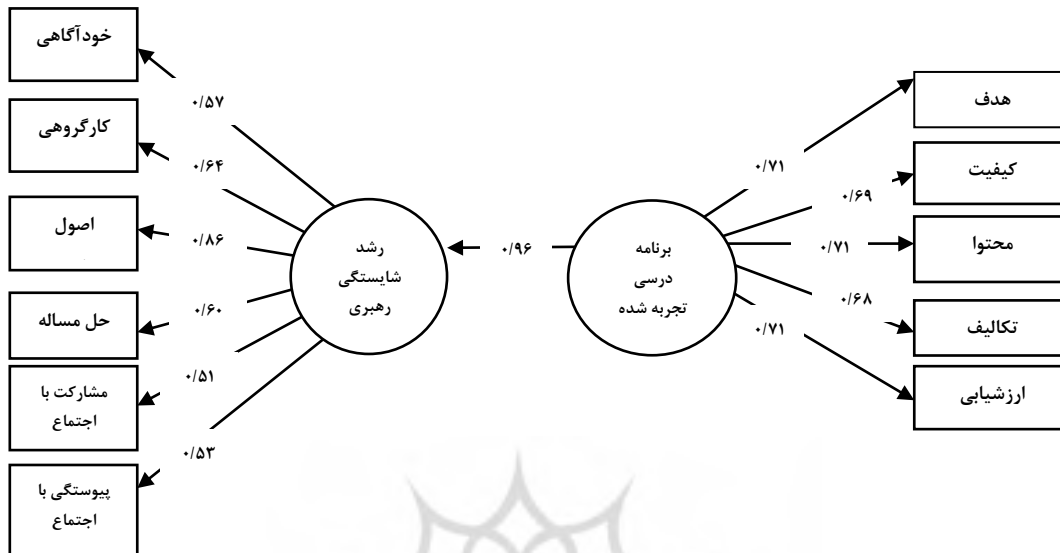 هدف
کیفیت
محتوا
تکالیف
ارزشیابی
۰/۷۱
۰/۶۹
۰/۷۱
۰/۶۸
۰/۷۱
برنامه
درسی
تجربه شده
۰/۹۶
رشد
شایستگی
رهبری
۰/۵۷
۰/۶۴
۰/۸۶
۰/۶۰
۰/۵۱
۰/۵۳
خودآگاهی
کارگروهی
اصول
حل مساله
مشارکت با
اجتماع
پیوستگی با
اجتماع